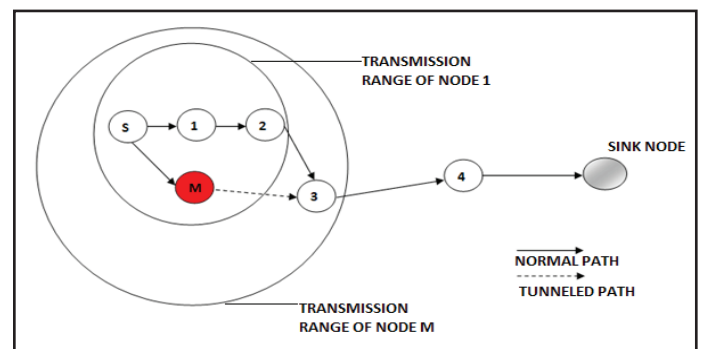 TRANSMISSION
RANGE OF NODE 1
S
1
2
SINK NODE
M
3
4
NORMAL PATH
TUNNELED PATH
TRANSMISSION
RANGE OF NODE M